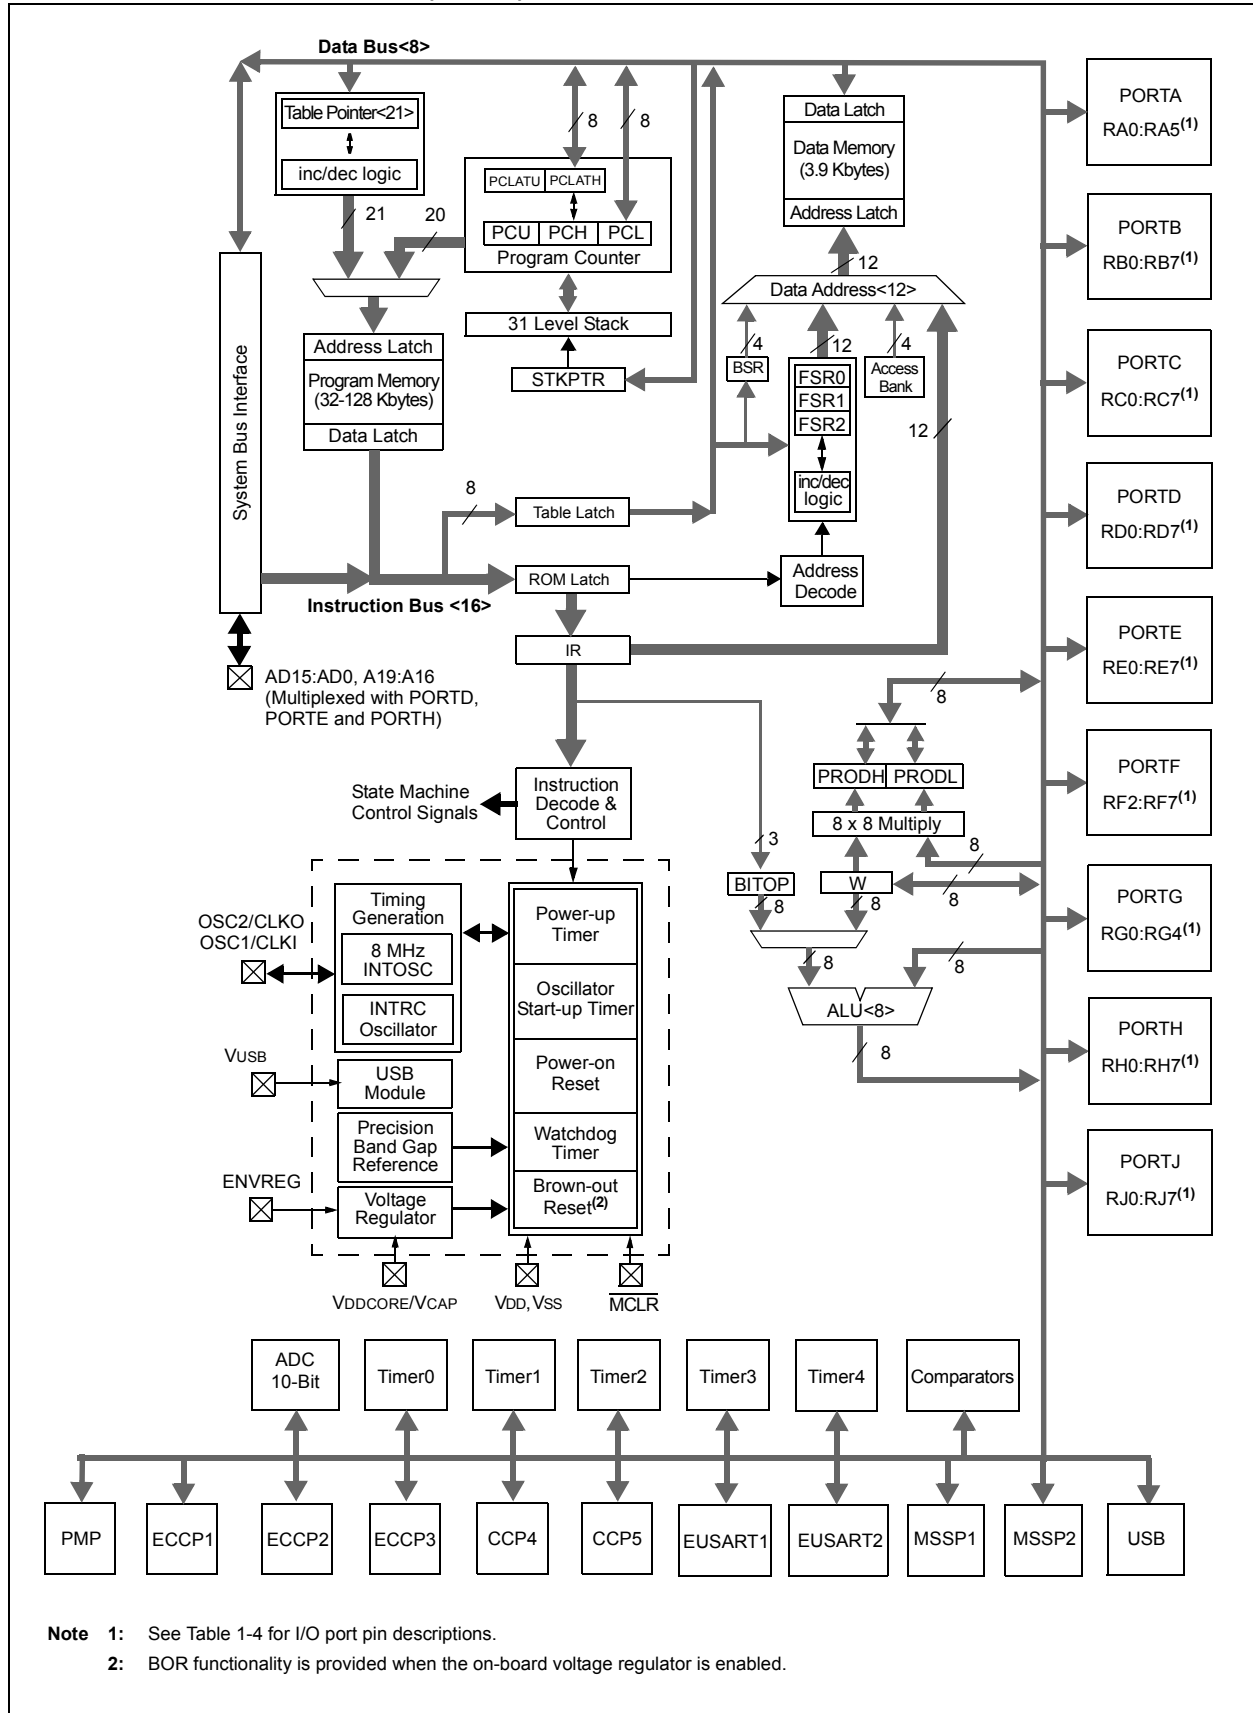 Data Bus<8>
Table Pointer<21>
inc/dec logic
21
20
8
8
PCLATU PCLATH
PCU PCH PCL
Program Counter
31 Level Stack
STKPTR
Data Latch
Data Memory
(3.9 Kbytes)
Address Latch
12
Data Address<12>
4
12
4
BSR
FSR0
FSR1
FSR2
inc/dec
logic
Access
Bank
12
System Bus Interface
Address Latch
Program Memory
(32-128 Kbytes)
Data Latch
8
Table Latch
ROM Latch
Instruction Bus <16>
Address
Decode
IR
AD15:AD0, A19:A16
(Multiplexed with PORTD,
PORTE and PORTH)
8
PRODH PRODL
8 x 8 Multiply
State Machine
Control Signals
Instruction
Decode &
Control
3
8
BITOP
W
8
8
8
8
8
ALU<8>
8
OSC2/CLKO
OSC1/CLKI
Timing
Generation
8 MHz
INTOSC
INTRC
Oscillator
Power-up
Timer
Oscillator
Start-up Timer
Power-on
Reset
Watchdog
Timer
Brown-out
Reset(2)
VUSB
USB
Module
Precision
Band Gap
Reference
ENVREG
Voltage
Regulator
VDDCORE/VCAP
VDD, VSS
MCLR
PORTA
RA0:RA5(1)
PORTB
RB0:RB7(1)
PORTC
RC0:RC7(1)
PORTD
RD0:RD7(1)
PORTE
RE0:RE7(1)
PORTF
RF2:RF7(1)
PORTG
RG0:RG4(1)
PORTH
RH0:RH7(1)
PORTJ
RJ0:RJ7(1)
ADC
10-Bit
Timer0
Timer1
Timer2
Timer3
Timer4
Comparators
PMP
ECCP1
ECCP2
ECCP3
CCP4
CCP5
EUSART1
EUSART2
MSSP1
MSSP2
USB
Note 1: See Table 1-4 for I/O port pin descriptions.
2: BOR functionality is provided when the on-board voltage regulator is enabled.